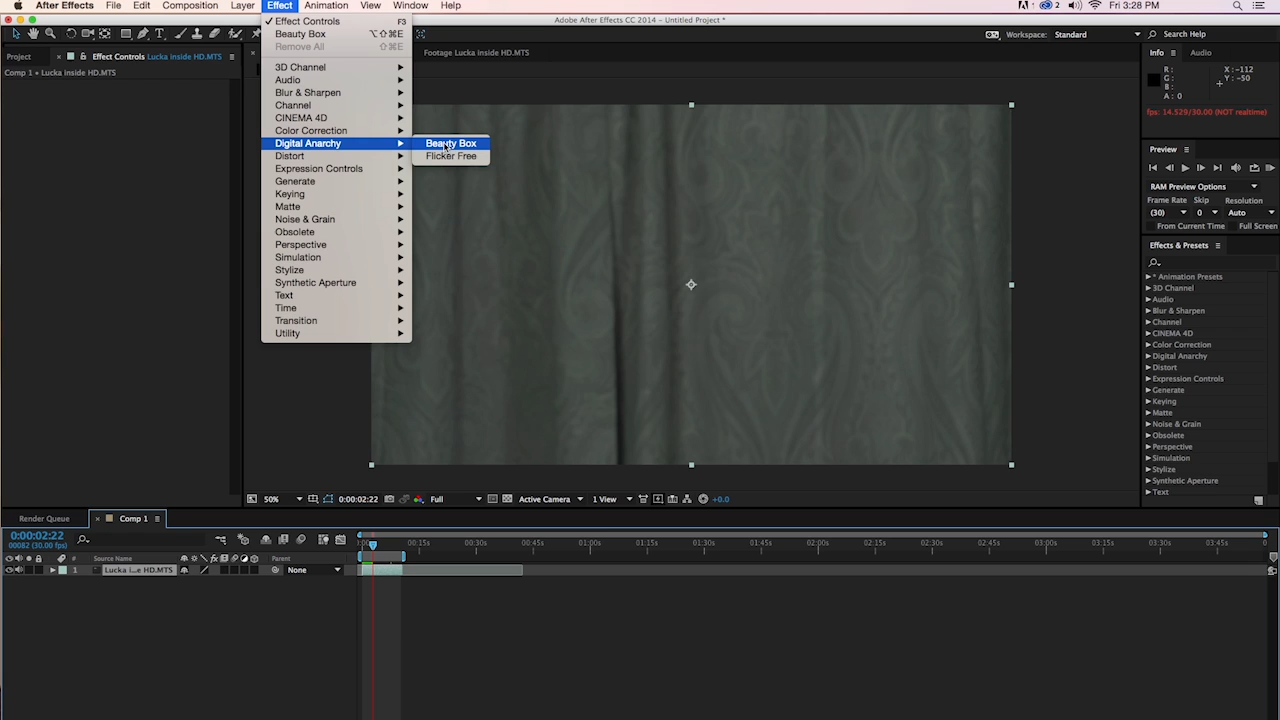 After Effects File Edit Composition Layer Effect Animation View Window Help 2 Fri 3:28 PM
Adobe After Effects CC 2014 - Untitled Project *
Workspace: Standard Search Help
Project × Effect Controls Lucka inside HD.MTS
Comp 1 • Lucka inside HD.MTS
Footage Lucka inside HD.MTS
Effect Controls F3
Beauty Box ⌥⇧⌘E
Remove All ⇧⌘E
3D Channel
Audio
Blur & Sharpen
Channel
CINEMA 4D
Color Correction
Digital Anarchy
Distort
Expression Controls
Generate
Keying
Matte
Noise & Grain
Obsolete
Perspective
Simulation
Stylize
Synthetic Aperture
Text
Time
Transition
Utility
Beauty Box
Flicker Free
Info Audio
R: X: -112
G: Y: -50
B:
A: 0
fps: 14.529/30.00 (NOT realtime)
Preview
RAM Preview Options
Frame Rate Skip Resolution
(30) 0 Auto
From Current Time Full Screen
Effects & Presets
* Animation Presets
3D Channel
Audio
Blur & Sharpen
Channel
CINEMA 4D
Color Correction
Digital Anarchy
Distort
Expression Controls
Generate
Keying
Matte
Noise & Grain
Obsolete
Perspective
Simulation
Stylize
Synthetic Aperture
Text
50% 0:00:02:22 Full Active Camera 1 View +0.0
Render Queue × Comp 1
0:00:02:22
00082 (30.00 fps)
00:15s 00:30s 00:45s 01:00s 01:15s 01:30s 01:45s 02:00s 02:15s 02:30s 02:45s 03:00s 03:15s 03:30s 03:45s
# Source Name Parent
1 Lucka i...e HD.MTS None